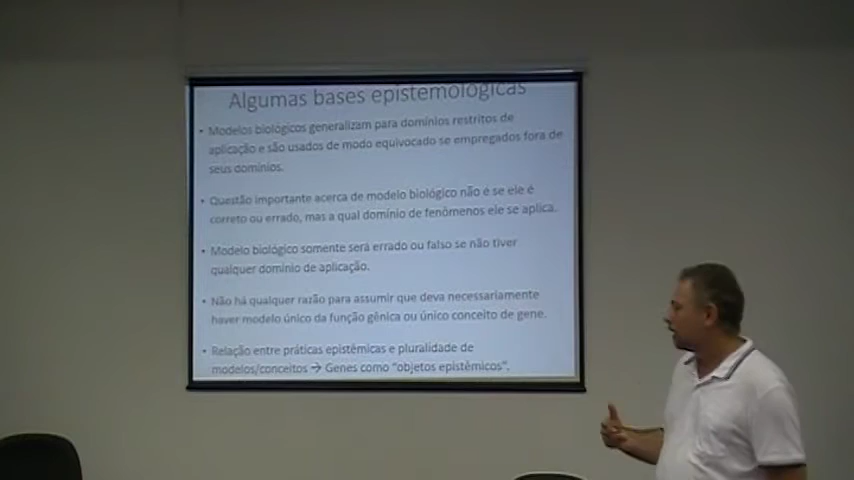 Algumas bases epistemológicas
• Modelos biológicos generalizam para domínios restritos de
aplicação e são usados de modo equivocado se empregados fora de
seus domínios.
• Questão importante acerca de modelo biológico não é se ele é
correto ou errado, mas a qual domínio de fenômenos ele se aplica.
• Modelo biológico somente será errado ou falso se não tiver
qualquer domínio de aplicação.
• Não há qualquer razão para assumir que deva necessariamente
haver modelo único da função gênica ou único conceito de gene.
• Relação entre práticas epistêmicas e pluralidade de
modelos/conceitos → Genes como "objetos epistêmicos".